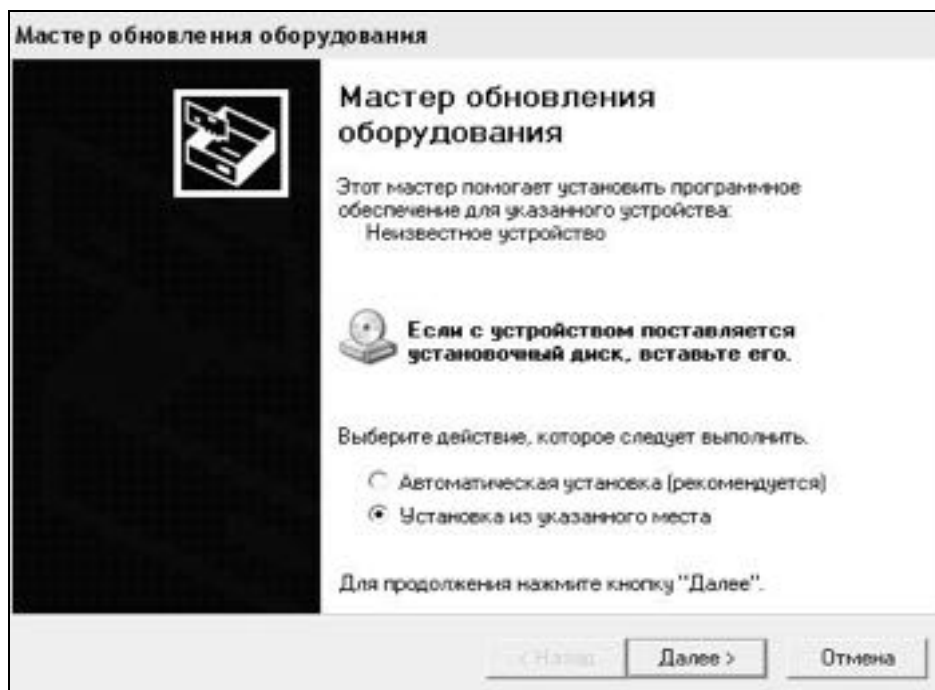 Мастер обновления оборудования
Мастер обновления
оборудования
Этот мастер помогает установить программное
обеспечение для указанного устройства:
Неизвестное устройство
Если с устройством поставляется
установочный диск, вставьте его.
Выберите действие, которое следует выполнить.
Автоматическая установка (рекомендуется)
Установка из указанного места
Для продолжения нажмите кнопку "Далее".
< Назад
Далее >
Отмена